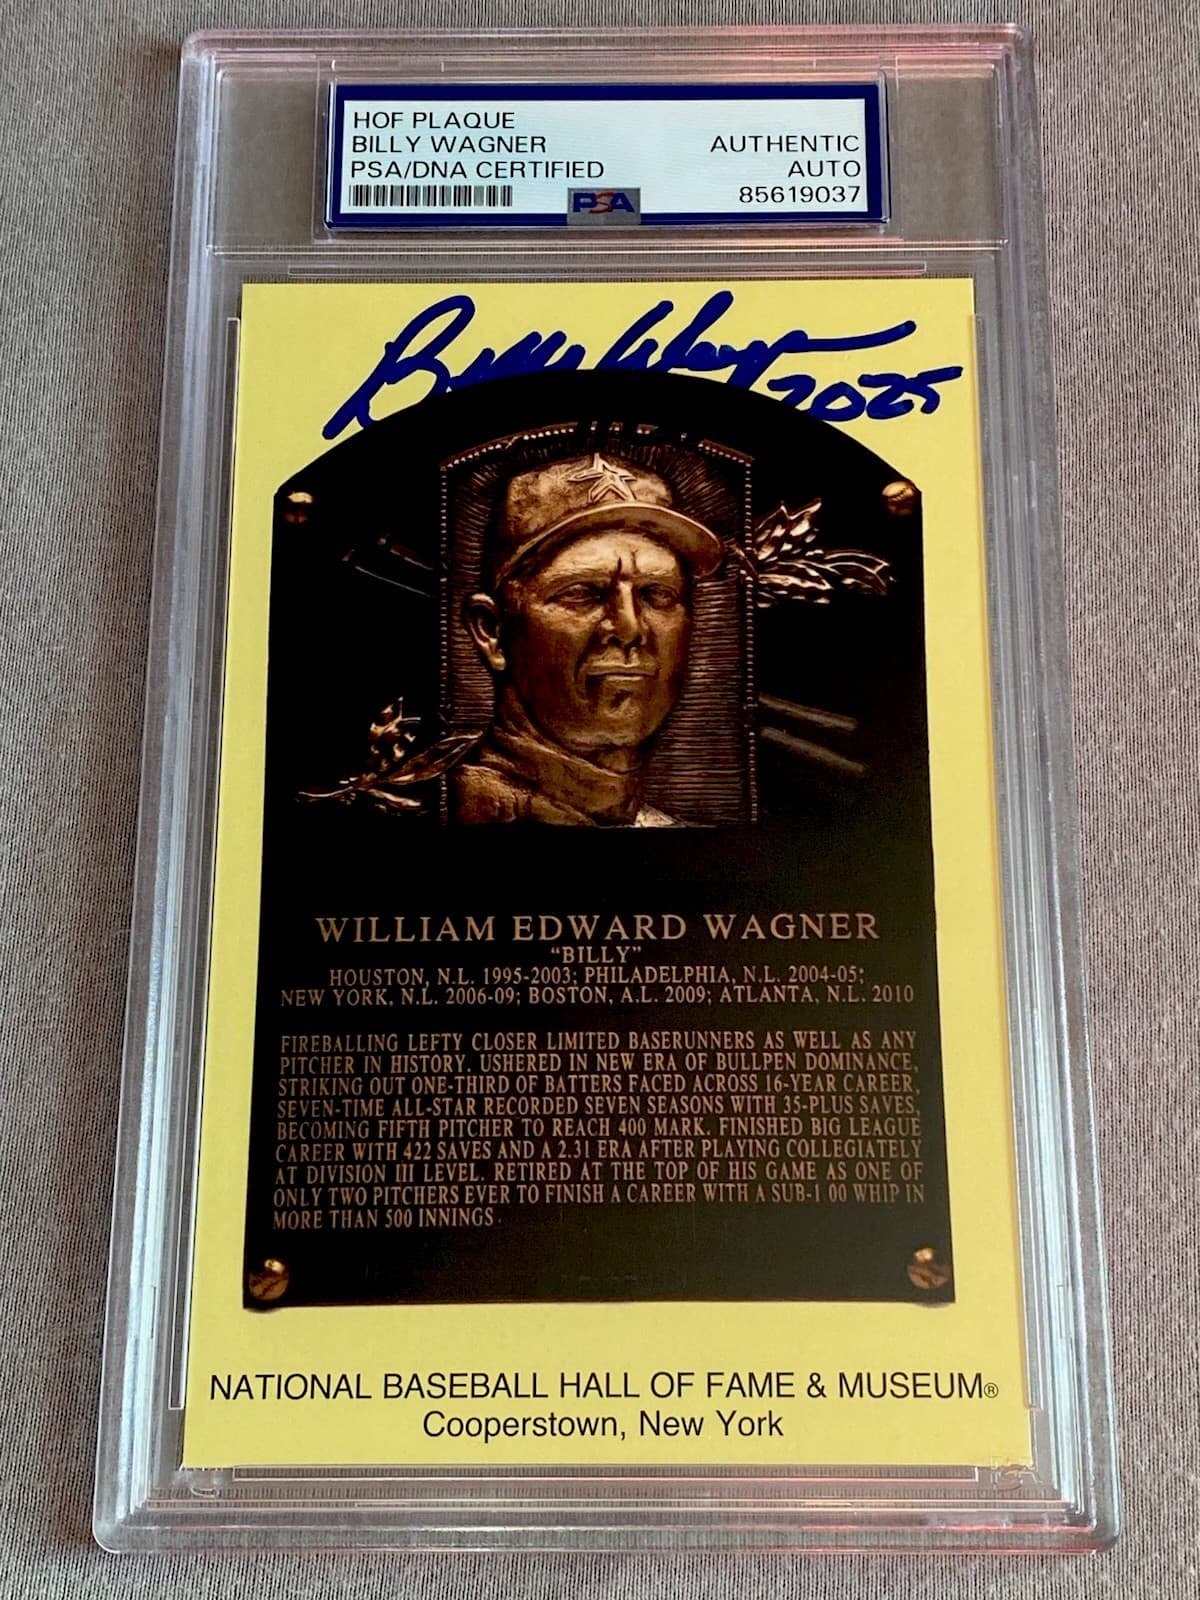 HOF PLAQUE
BILLY WAGNER
PSA/DNA CERTIFIED
AUTHENTIC
AUTO
85619037
PSA
Billy Wagner 2025
WILLIAM EDWARD WAGNER
“BILLY”
HOUSTON, N.L. 1995-2003; PHILADELPHIA, N.L. 2004-05;
NEW YORK, N.L. 2006-09; BOSTON, A.L. 2009; ATLANTA, N.L. 2010
FIREBALLING LEFTY CLOSER LIMITED BASERUNNERS AS WELL AS ANY
PITCHER IN HISTORY. USHERED IN NEW ERA OF BULLPEN DOMINANCE,
STRIKING OUT ONE-THIRD OF BATTERS FACED ACROSS 16-YEAR CAREER.
SEVEN-TIME ALL-STAR RECORDED SEVEN SEASONS WITH 35-PLUS SAVES,
BECOMING FIFTH PITCHER TO REACH 400 MARK. FINISHED BIG LEAGUE
CAREER WITH 422 SAVES AND A 2.31 ERA AFTER PLAYING COLLEGIATELY
AT DIVISION III LEVEL. RETIRED AT THE TOP OF HIS GAME AS ONE OF
ONLY TWO PITCHERS EVER TO FINISH A CAREER WITH A SUB-1.00 WHIP IN
MORE THAN 500 INNINGS.
NATIONAL BASEBALL HALL OF FAME & MUSEUM®
Cooperstown, New York